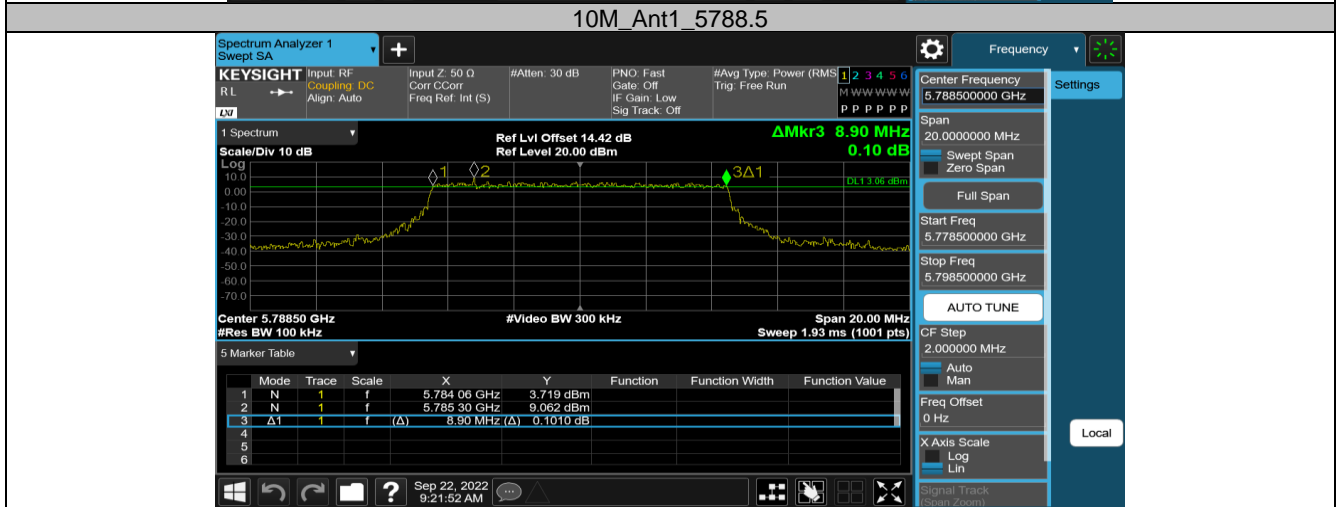 10M_Ant1_5788.5
Spectrum Analyzer 1
Swept SA
Frequency
KEYSIGHT
R L
LXI
Input: RF
Coupling: DC
Align: Auto
Input Z: 50 Ω
Corr CCorr
Freq Ref: Int (S)
#Atten: 30 dB
PNO: Fast
Gate: Off
IF Gain: Low
Sig Track: Off
#Avg Type: Power (RMS
Trig: Free Run
1 2 3 4 5 6
M W W W W W
P P P P P P
1 Spectrum
Scale/Div 10 dB
Ref Lvl Offset 14.42 dB
Ref Level 20.00 dBm
ΔMkr3 8.90 MHz
0.10 dB
Log
10.0
0.00
-10.0
-20.0
-30.0
-40.0
-50.0
-60.0
-70.0
1
2
3Δ1
DL1 3.06 dBm
Center 5.78850 GHz
#Res BW 100 kHz
#Video BW 300 kHz
Span 20.00 MHz
Sweep 1.93 ms (1001 pts)
5 Marker Table
Mode Trace Scale X Y Function Function Width Function Value
1 N 1 f 5.784 06 GHz 3.719 dBm
2 N 1 f 5.785 30 GHz 9.062 dBm
3 Δ1 1 f (Δ) 8.90 MHz (Δ) 0.1010 dB
4
5
6
Sep 22, 2022
9:21:52 AM
Center Frequency
5.788500000 GHz
Settings
Span
20.0000000 MHz
Swept Span
Zero Span
Full Span
Start Freq
5.778500000 GHz
Stop Freq
5.798500000 GHz
AUTO TUNE
CF Step
2.000000 MHz
Auto
Man
Freq Offset
0 Hz
X Axis Scale
Log
Lin
Local
Signal Track
(Span Zoom)